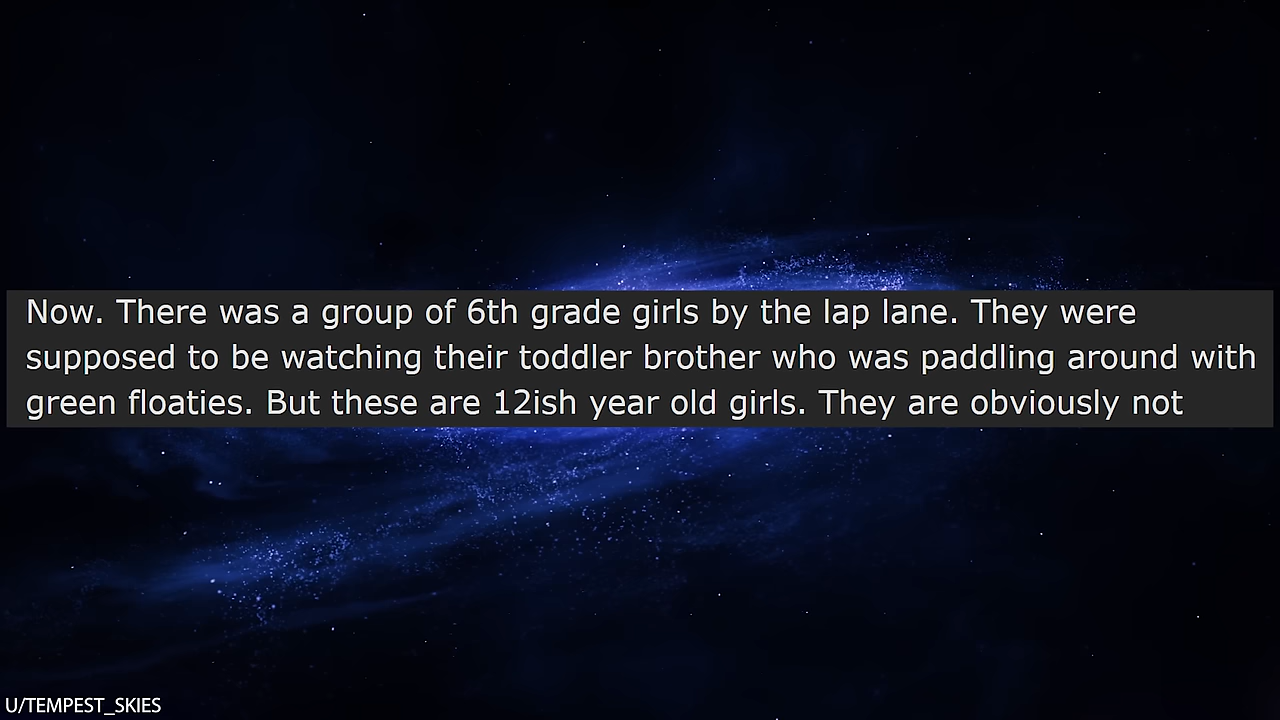 Now. There was a group of 6th grade girls by the lap lane. They were
supposed to be watching their toddler brother who was paddling around with
green floaties. But these are 12ish year old girls. They are obviously not
U/TEMPEST_SKIES